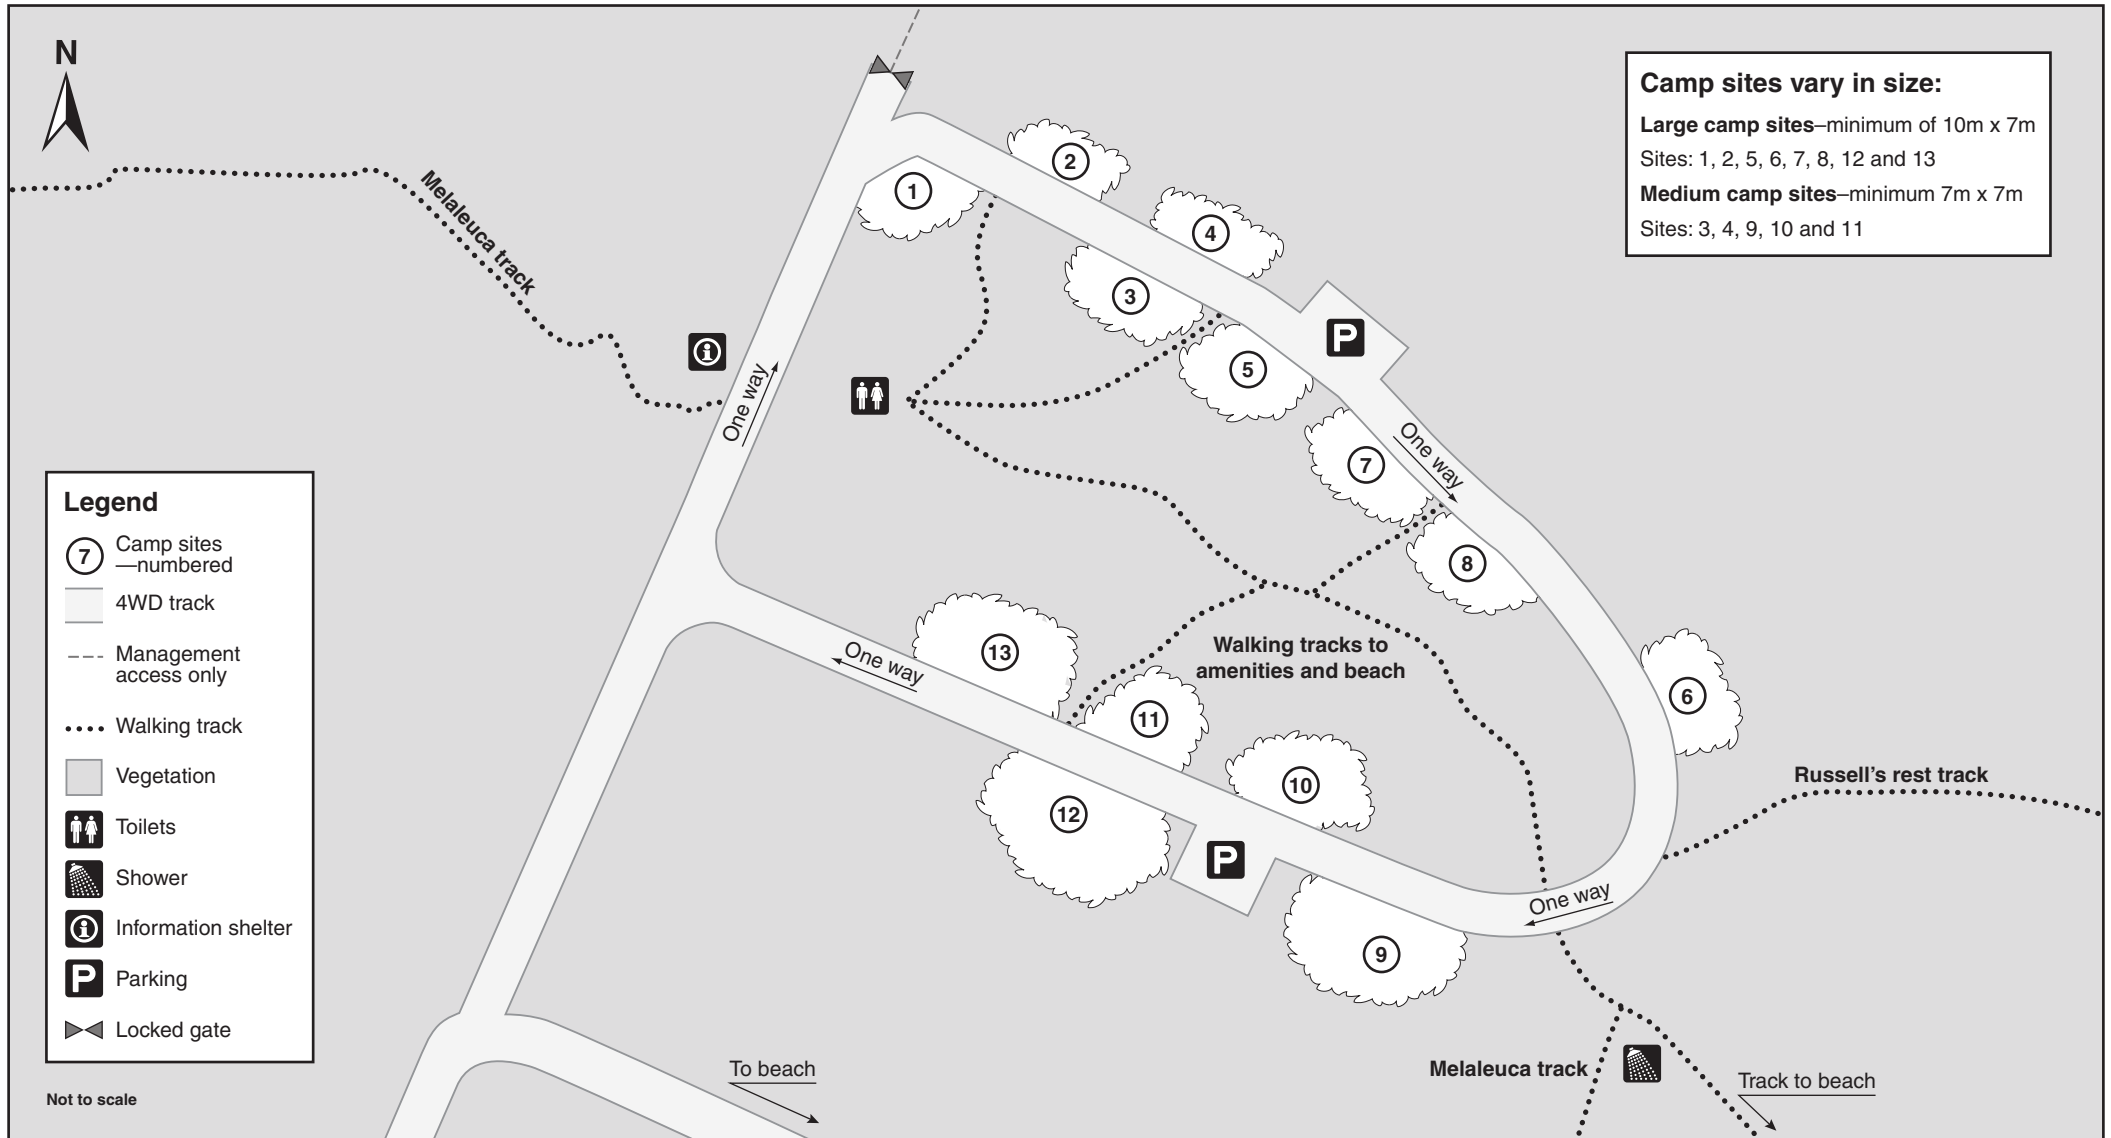 N
Camp sites vary in size:
Large camp sites–minimum of 10m x 7m
Sites: 1, 2, 5, 6, 7, 8, 12 and 13
Medium camp sites–minimum 7m x 7m
Sites: 3, 4, 9, 10 and 11
2
1
4
3
Melaleuca track
P
5
One way
One way
7
8
Legend
7
Camp sites
—numbered
4WD track
Management
access only
Walking track
Vegetation
Toilets
Shower
Information shelter
P
Parking
Locked gate
Not to scale
13
One way
Walking tracks to
amenities and beach
6
11
10
12
Russell’s rest track
P
One way
9
To beach
Melaleuca track
Track to beach